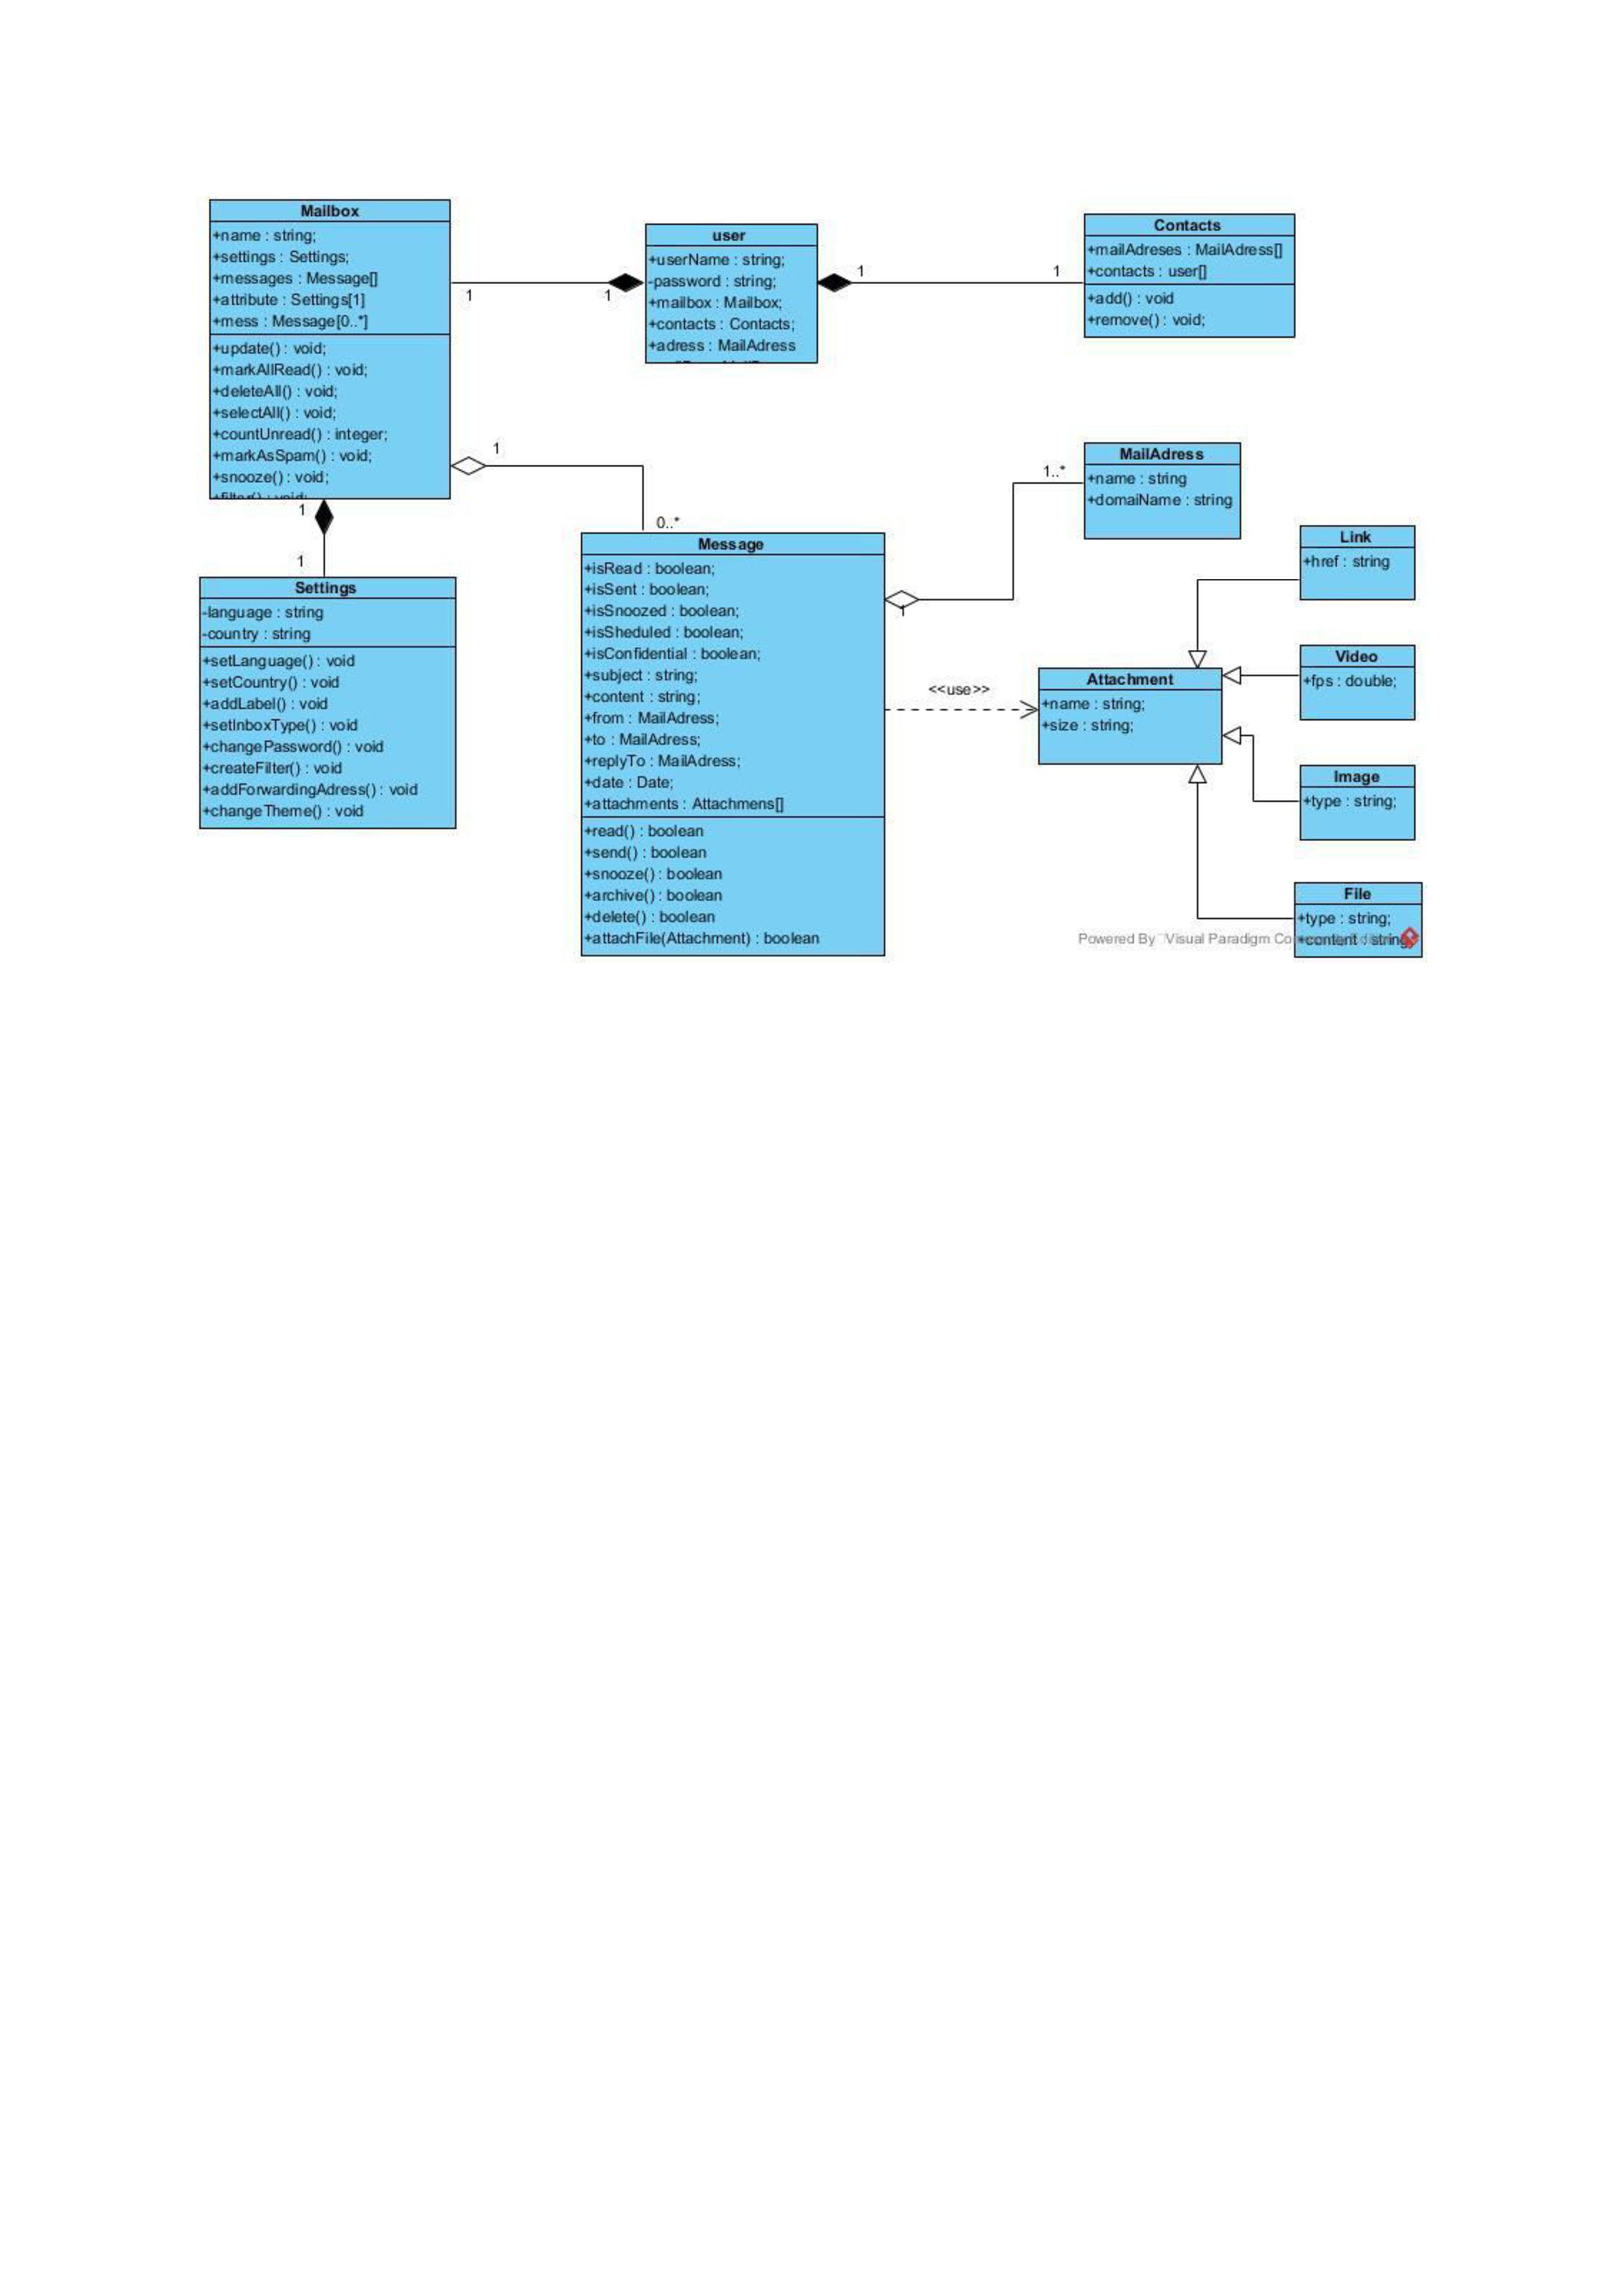 Mailbox
+name : string;
+settings : Settings;
+messages : Message[]
+attribute : Settings[1]
+mess : Message[0..*]
+update() : void;
+markAllRead() : void;
+deleteAll() : void;
+selectAll() : void;
+countUnread() : integer;
+markAsSpam() : void;
+snooze() : void;
+filter() : void;
1
1
user
+userName : string;
-password : string;
+mailbox : Mailbox;
+contacts : Contacts;
+adress : MailAdress
1
1
Contacts
+mailAdreses : MailAdress[]
+contacts : user[]
+add() : void
+remove() : void;
1
0..*
1
1
Settings
-language : string
-country : string
+setLanguage() : void
+setCountry() : void
+addLabel() : void
+setInboxType() : void
+changePassword() : void
+createFilter() : void
+addForwardingAdress() : void
+changeTheme() : void
Message
+isRead : boolean;
+isSent : boolean;
+isSnoozed : boolean;
+isSheduled : boolean;
+isConfidential : boolean;
+subject : string;
+content : string;
+from : MailAdress;
+to : MailAdress;
+replyTo : MailAdress;
+date : Date;
+attachments : Attachmens[]
+read() : boolean
+send() : boolean
+snooze() : boolean
+archive() : boolean
+delete() : boolean
+attachFile(Attachment) : boolean
1
1..*
MailAdress
+name : string
+domaiName : string
<<use>>
Attachment
+name : string;
+size : string;
Link
+href : string
Video
+fps : double;
Image
+type : string;
File
+type : string;
+content : string;
Powered By Visual Paradigm Co